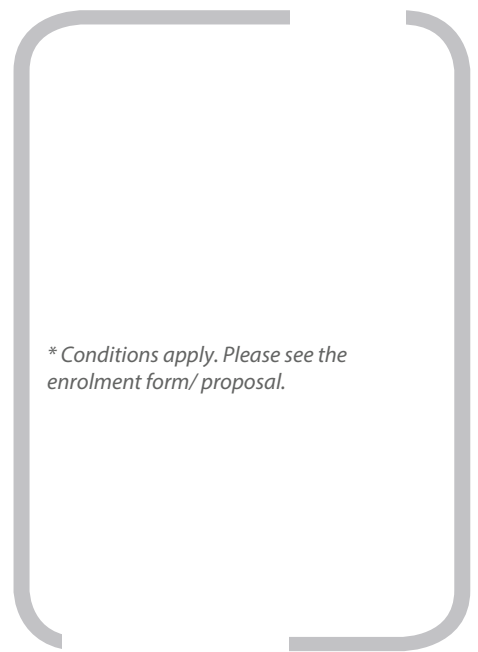 * Conditions apply. Please see the
enrolment form/ proposal.